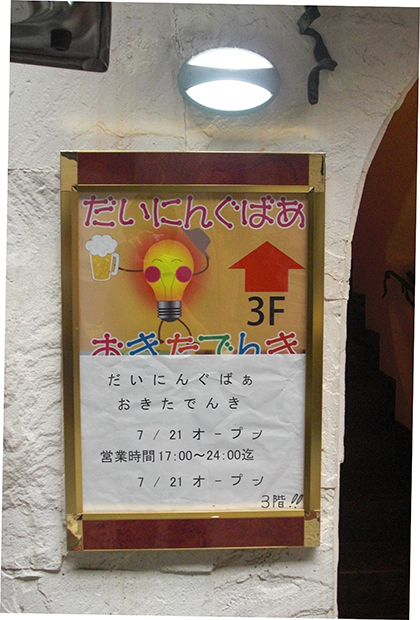 だいにんぐばあ
3F
おきたでんき
だいにんぐばぁ
おきたでんき
7/21オープン
営業時間17:00～24:00迄
7/21オープン
3階!!